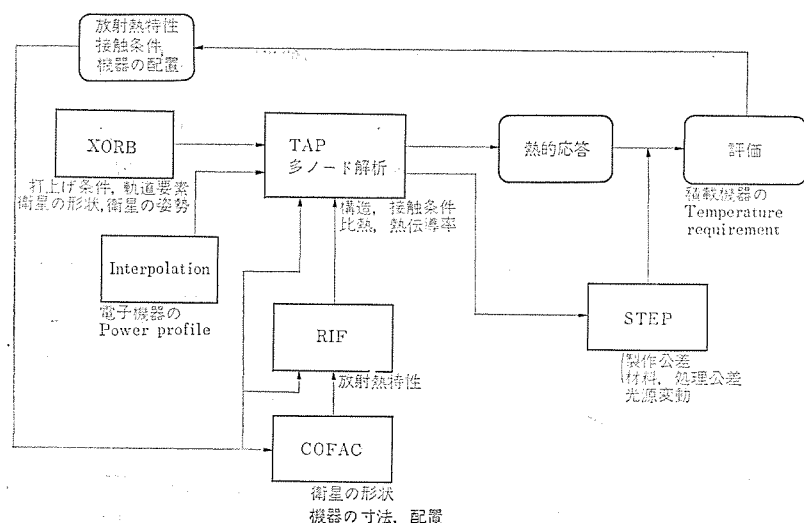 放射熱特性
接触条件,
機器の配置
XORB
打上げ条件, 軌道要素
衛星の形状, 衛星の姿勢
TAP
多ノード解析
構造, 接触条件
比熱, 熱伝導率
熱的応答
評価
積載機器の
Temperature
requirement
Interpolation
電子機器の
Power profile
RIF
放射熱特性
STEP
製作公差
材料, 処理公差
光源変動
COFAC
衛星の形状
機器の寸法, 配置